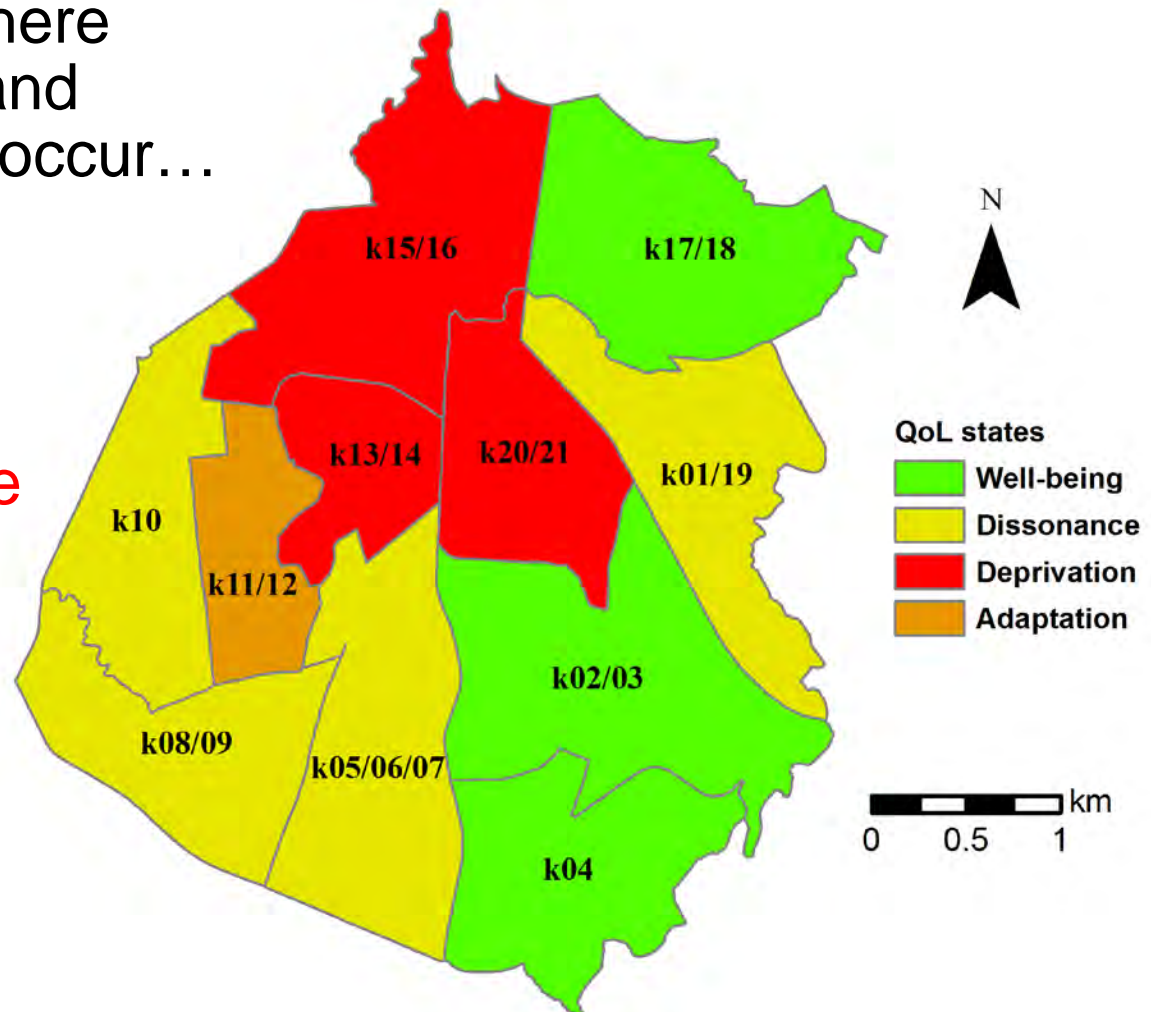 here
and
occur…
e
N
k15/16
k17/18
k13/14
k20/21
k01/19
k10
k11/12
k02/03
k08/09
k05/06/07
k04
QoL states
Well-being
Dissonance
Deprivation
Adaptation
km
0 0.5 1